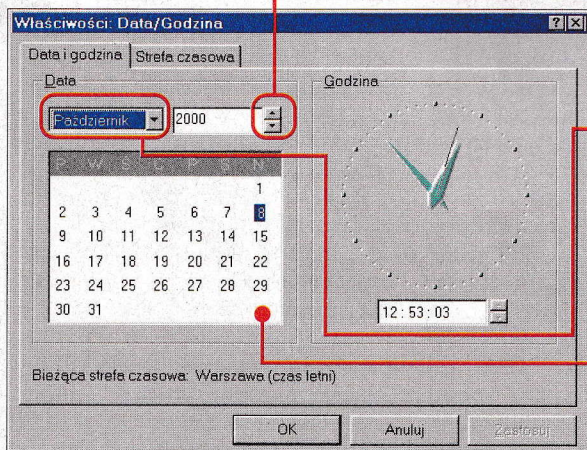 Właściwości: Data/Godzina
Data i godzina
Strefa czasowa
Data
Godzina
Październik
2000
P W Ś C P S N
1
2 3 4 5 6 7 8
9 10 11 12 13 14 15
16 17 18 19 20 21 22
23 24 25 26 27 28 29
30 31
12:53:03
Bieżąca strefa czasowa: Warszawa (czas letni)
OK
Anuluj
Zastosuj